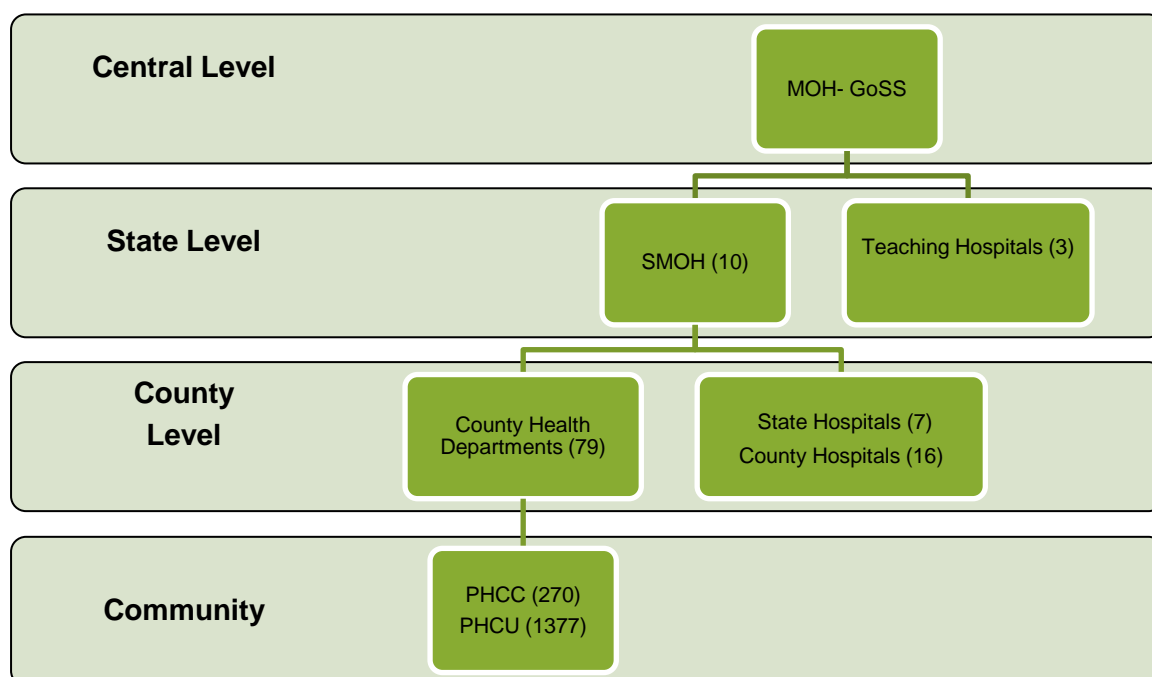 Central Level
MOH- GoSS
State Level
SMOH (10)
Teaching Hospitals (3)
County
Level
County Health
Departments (79)
State Hospitals (7)
County Hospitals (16)
Community
PHCC (270)
PHCU (1377)